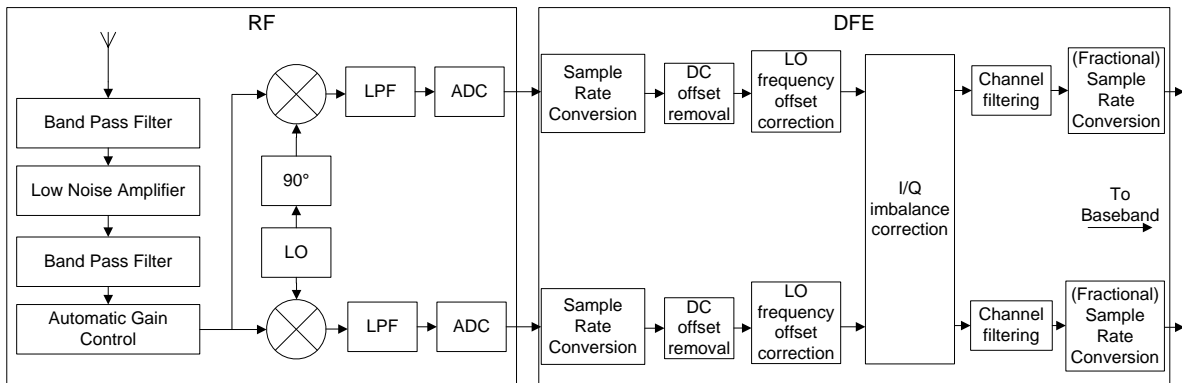 RF
DFE
Band Pass Filter
Low Noise Amplifier
Band Pass Filter
Automatic Gain
Control
90°
LO
LPF
ADC
LPF
ADC
Sample
Rate
Conversion
DC
offset
removal
LO
frequency
offset
correction
I/Q
imbalance
correction
Channel
filtering
(Fractional)
Sample
Rate
Conversion
To
Baseband
Sample
Rate
Conversion
DC
offset
removal
LO
frequency
offset
correction
Channel
filtering
(Fractional)
Sample
Rate
Conversion